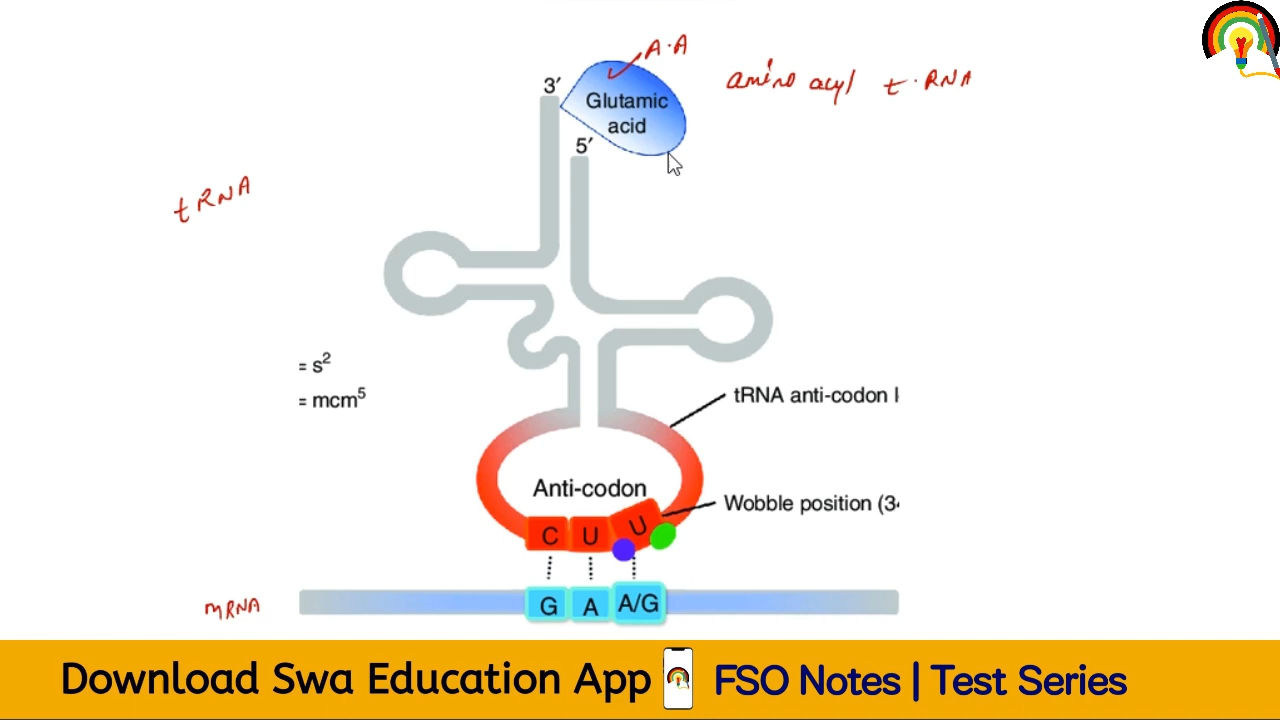 A.A
amino acyl t.RNA
3′
Glutamic
acid
5′
tRNA
= s²
= mcm⁵
tRNA anti-codon l
Anti-codon
Wobble position (34
C U U
G A A/G
mRNA
Download Swa Education App
FSO Notes | Test Series